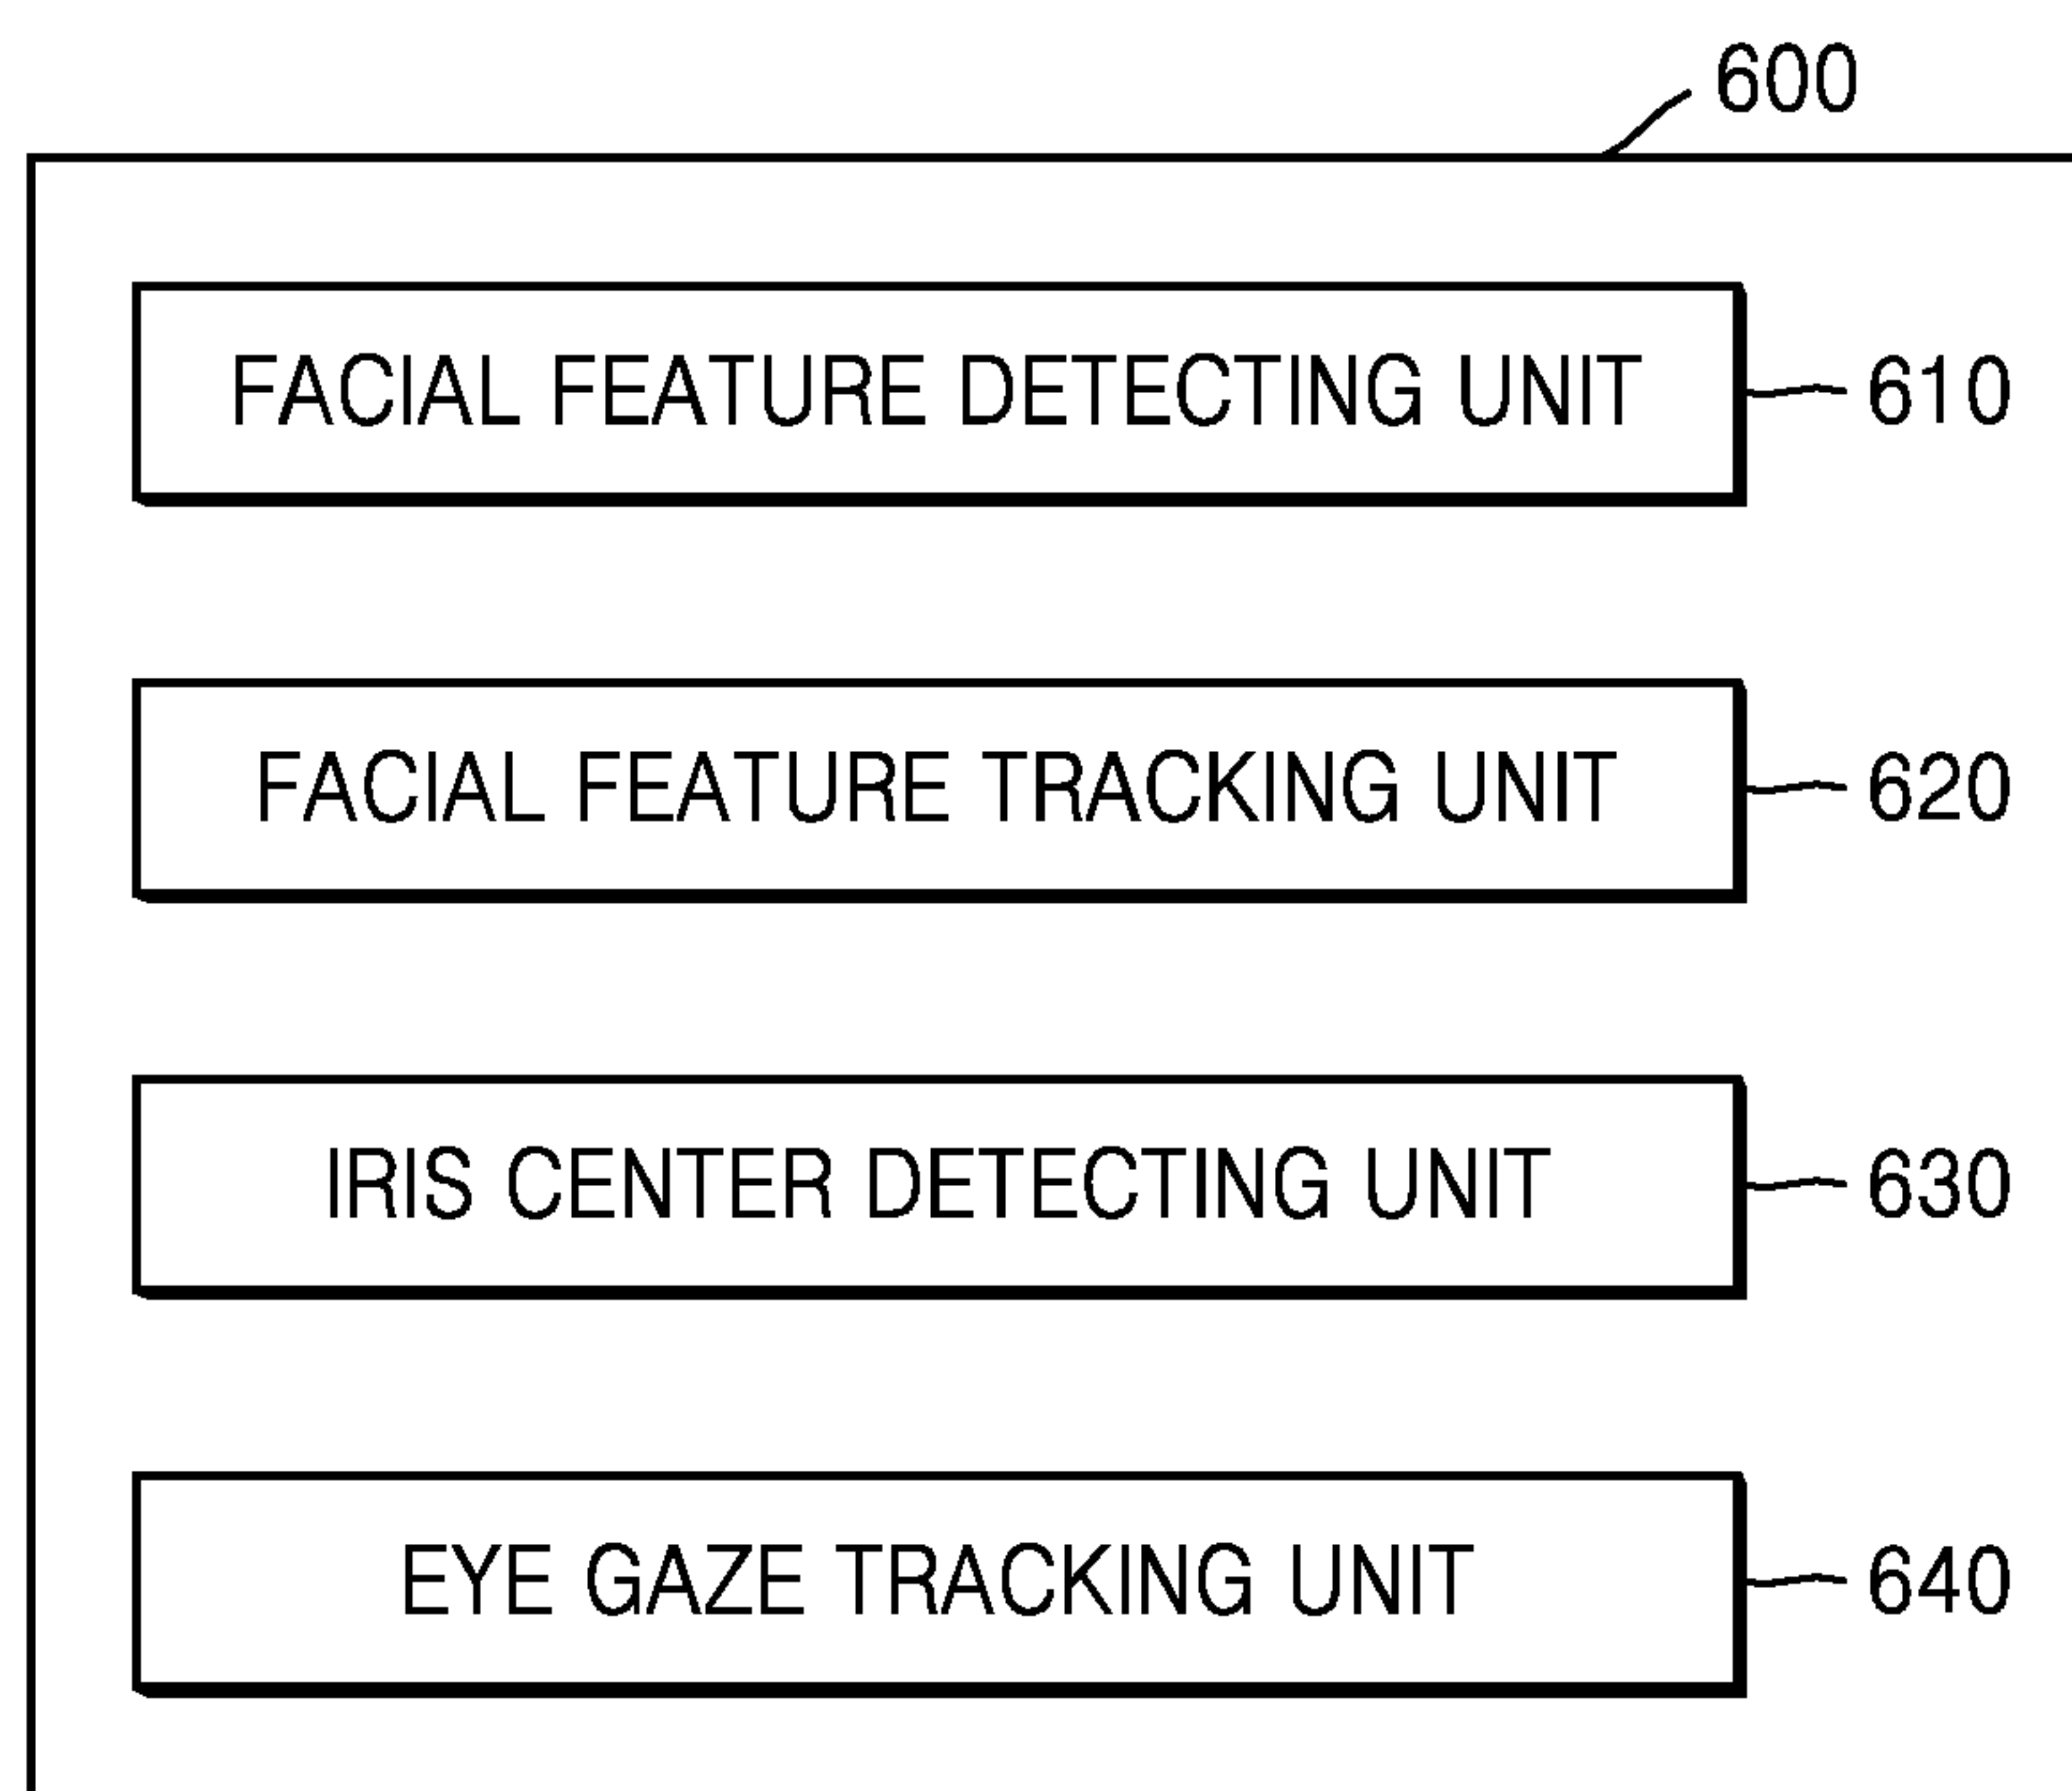 600
FACIAL FEATURE DETECTING UNIT 610
FACIAL FEATURE TRACKING UNIT 620
IRIS CENTER DETECTING UNIT 630
EYE GAZE TRACKING UNIT 640